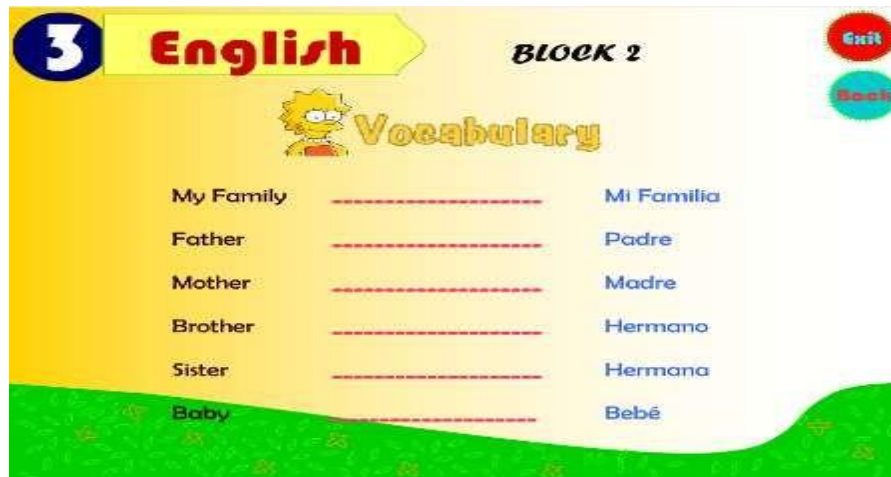 3 English BLOCK 2 Exit
Back
Vocabulary
My Family Mi Familia
Father Padre
Mother Madre
Brother Hermano
Sister Hermana
Baby Bebé